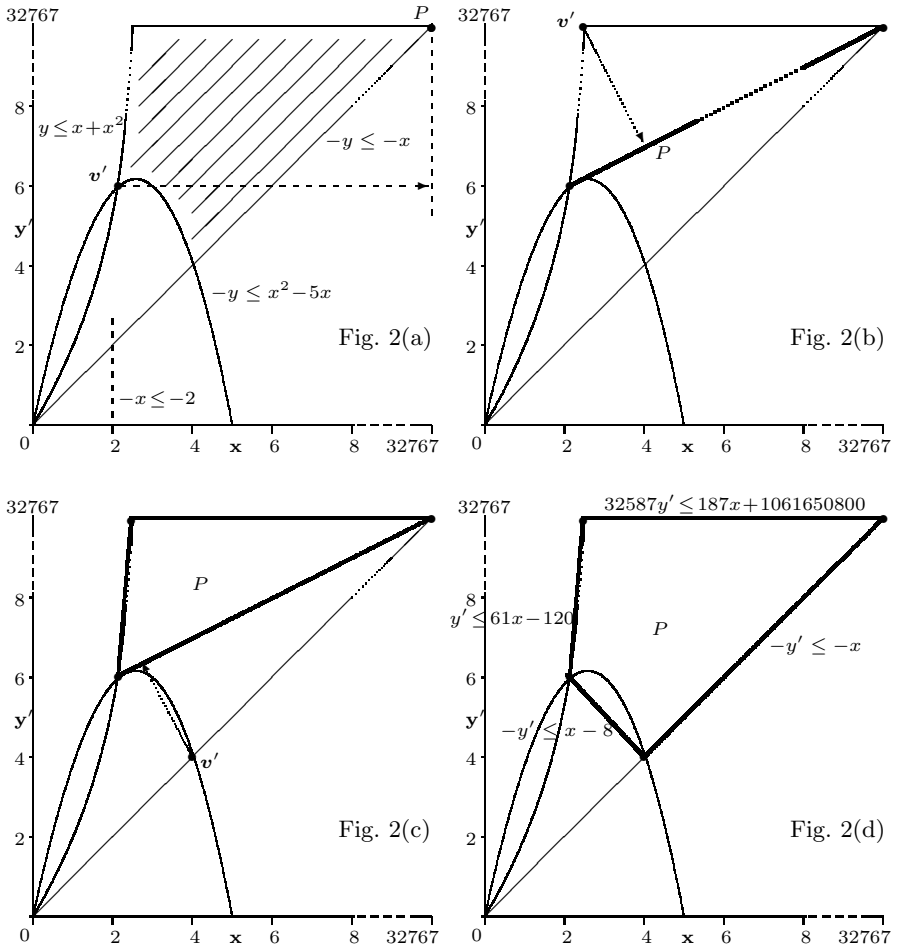 32767
P
8
y ≤ x+x²
−y ≤ −x
v′
6
y′
4
−y ≤ x²−5x
2
Fig. 2(a)
−x ≤ −2
0 2 4 x 6 8 32767
32767
v′
8
P
6
y′
4
2
Fig. 2(b)
0 2 4 x 6 8 32767
32767
8
P
6
y′
4
v′
2
Fig. 2(c)
0 2 4 x 6 8 32767
32767
32587y′ ≤ 187x+1061650800
8
y′ ≤ 61x−120
P
−y′ ≤ −x
6
y′
−y′ ≤ x − 8
4
2
Fig. 2(d)
0 2 4 x 6 8 32767